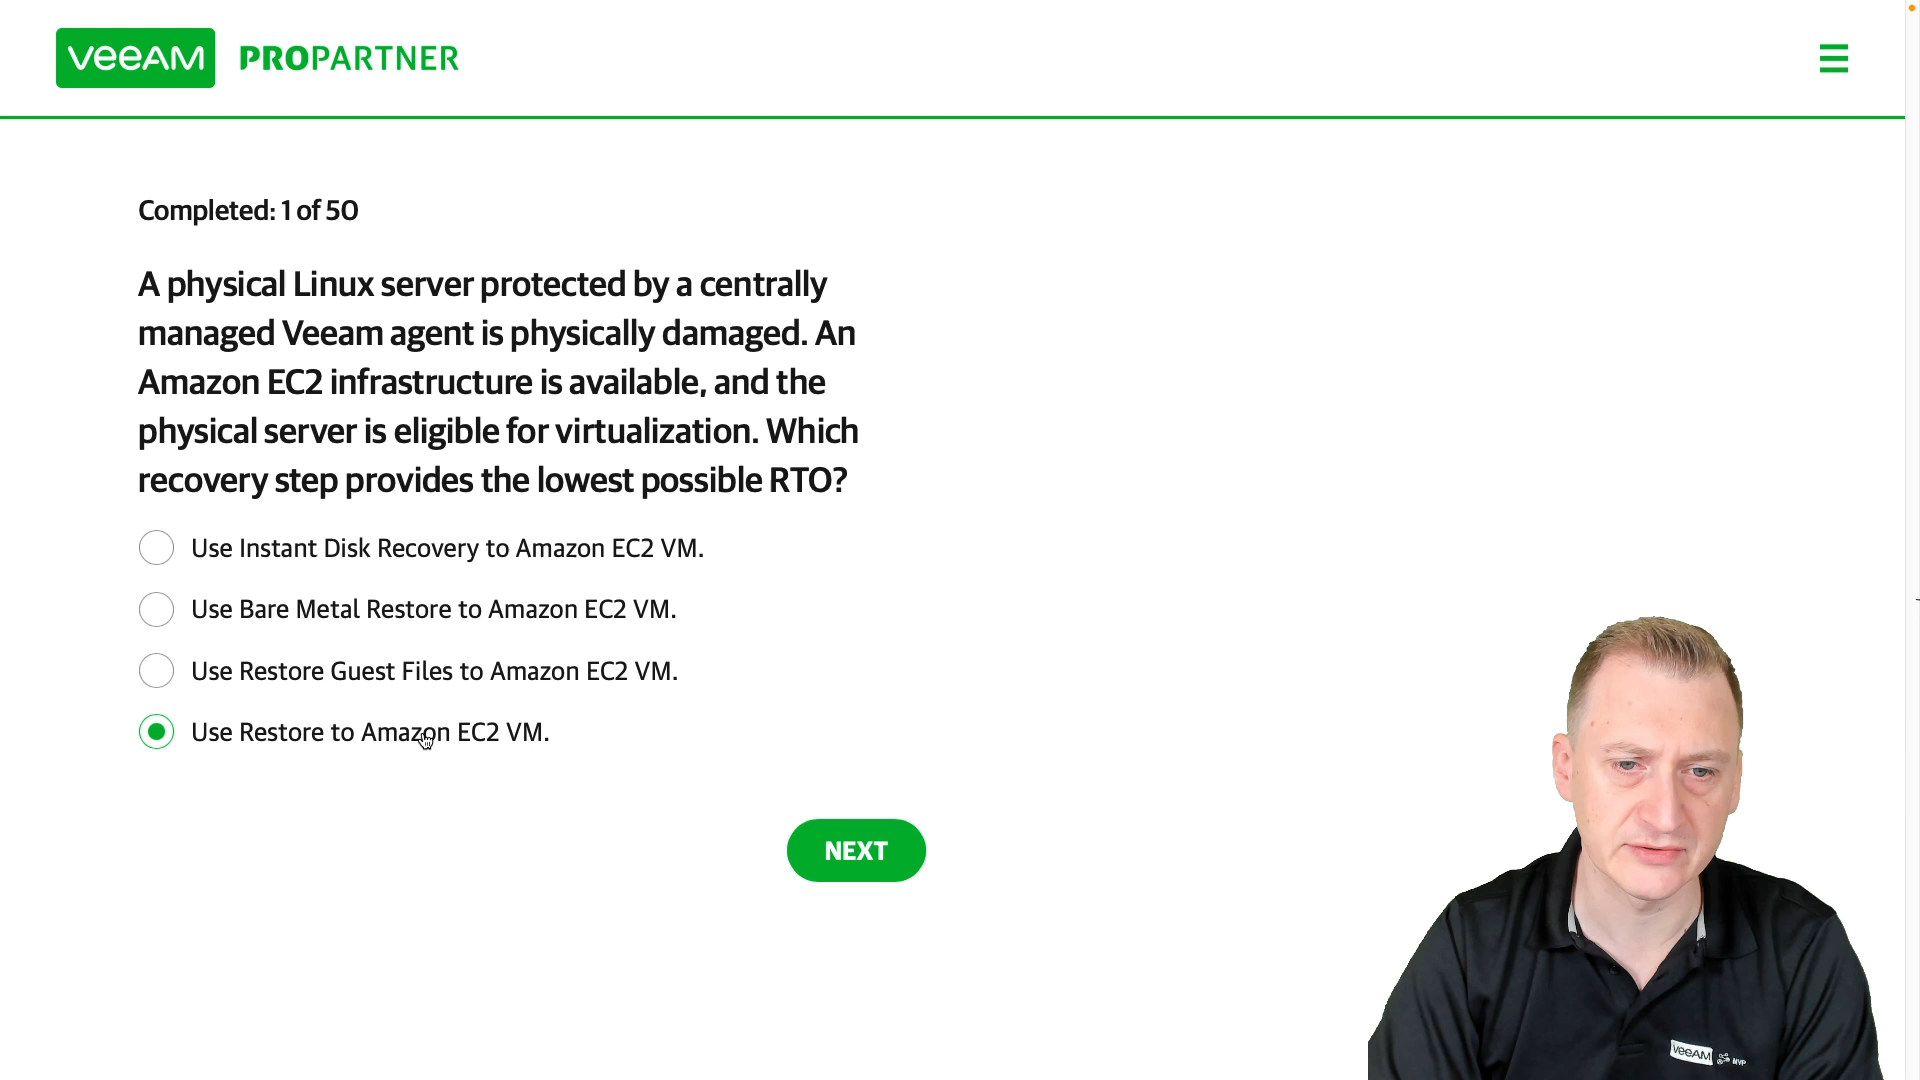 veeAM PROPARTNER
Completed: 1 of 50
A physical Linux server protected by a centrally
managed Veeam agent is physically damaged. An
Amazon EC2 infrastructure is available, and the
physical server is eligible for virtualization. Which
recovery step provides the lowest possible RTO?
Use Instant Disk Recovery to Amazon EC2 VM.
Use Bare Metal Restore to Amazon EC2 VM.
Use Restore Guest Files to Amazon EC2 VM.
Use Restore to Amazon EC2 VM.
NEXT
veeAM MVP